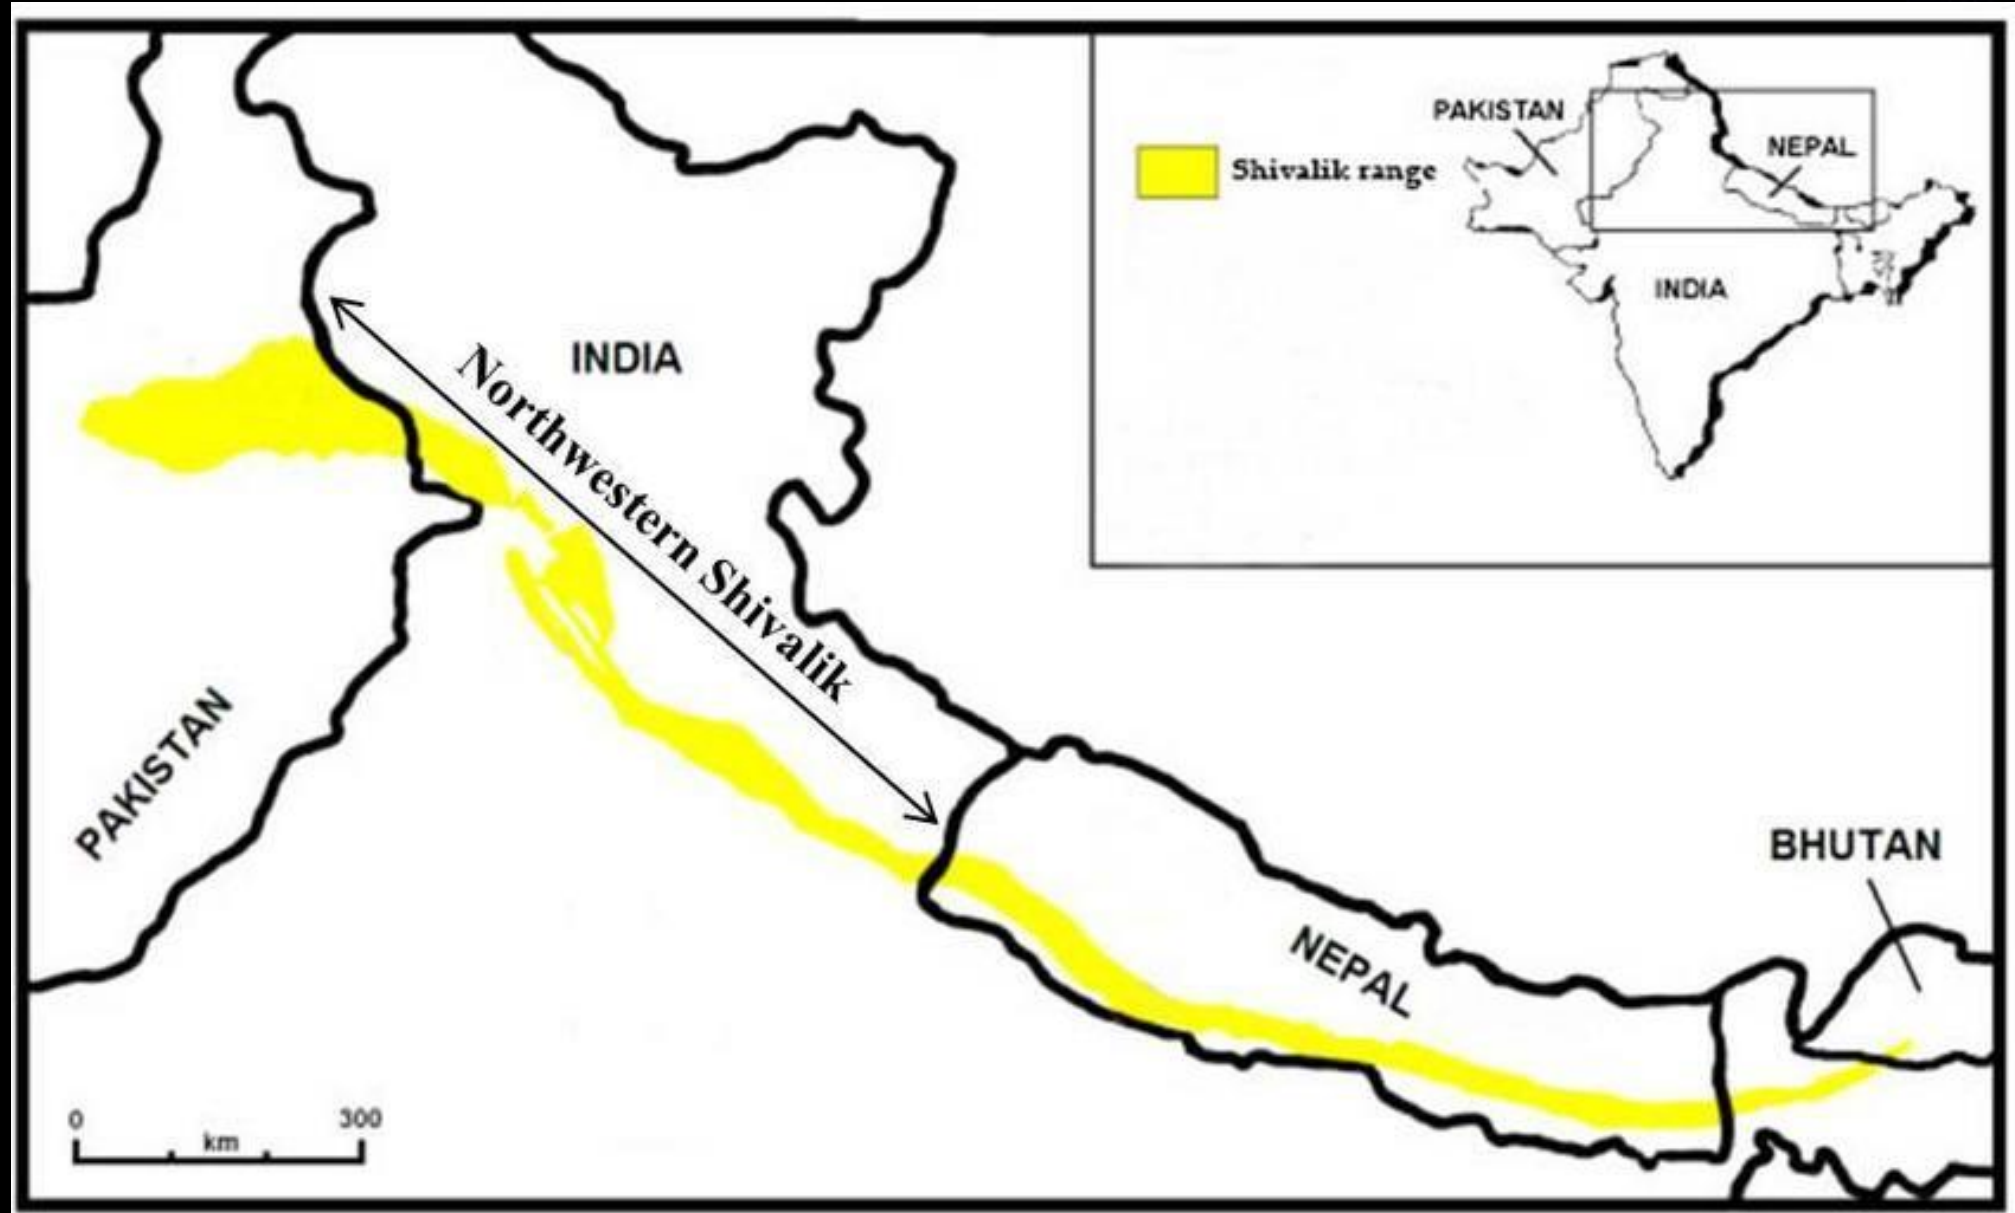 PAKISTAN
NEPAL
Shivalik range
INDIA
INDIA
Northwestern Shivalik
PAKISTAN
BHUTAN
NEPAL
0 300
km